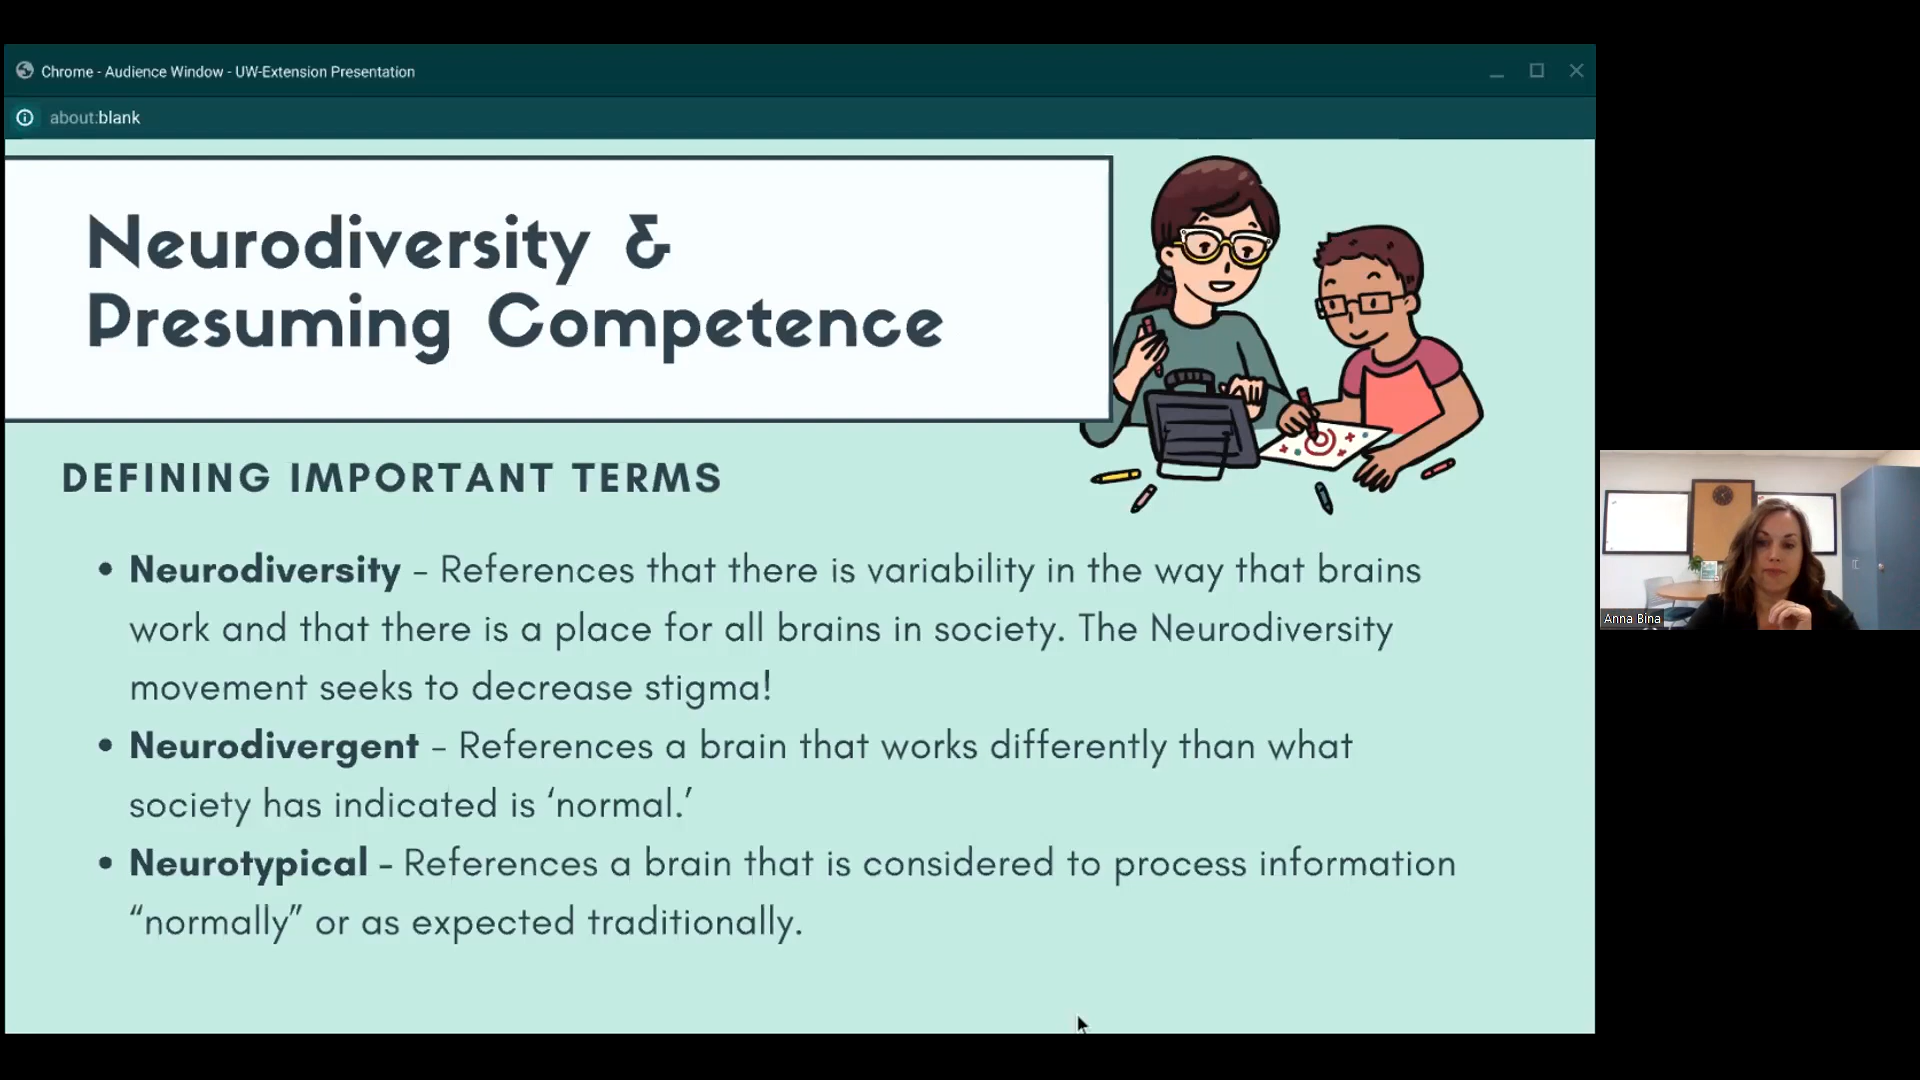 Chrome - Audience Window - UW-Extension Presentation
about:blank
Neurodiversity &
Presuming Competence
DEFINING IMPORTANT TERMS
• Neurodiversity - References that there is variability in the way that brains
work and that there is a place for all brains in society. The Neurodiversity
movement seeks to decrease stigma!
• Neurodivergent - References a brain that works differently than what
society has indicated is ‘normal.’
• Neurotypical - References a brain that is considered to process information
“normally” or as expected traditionally.
Anna Bina